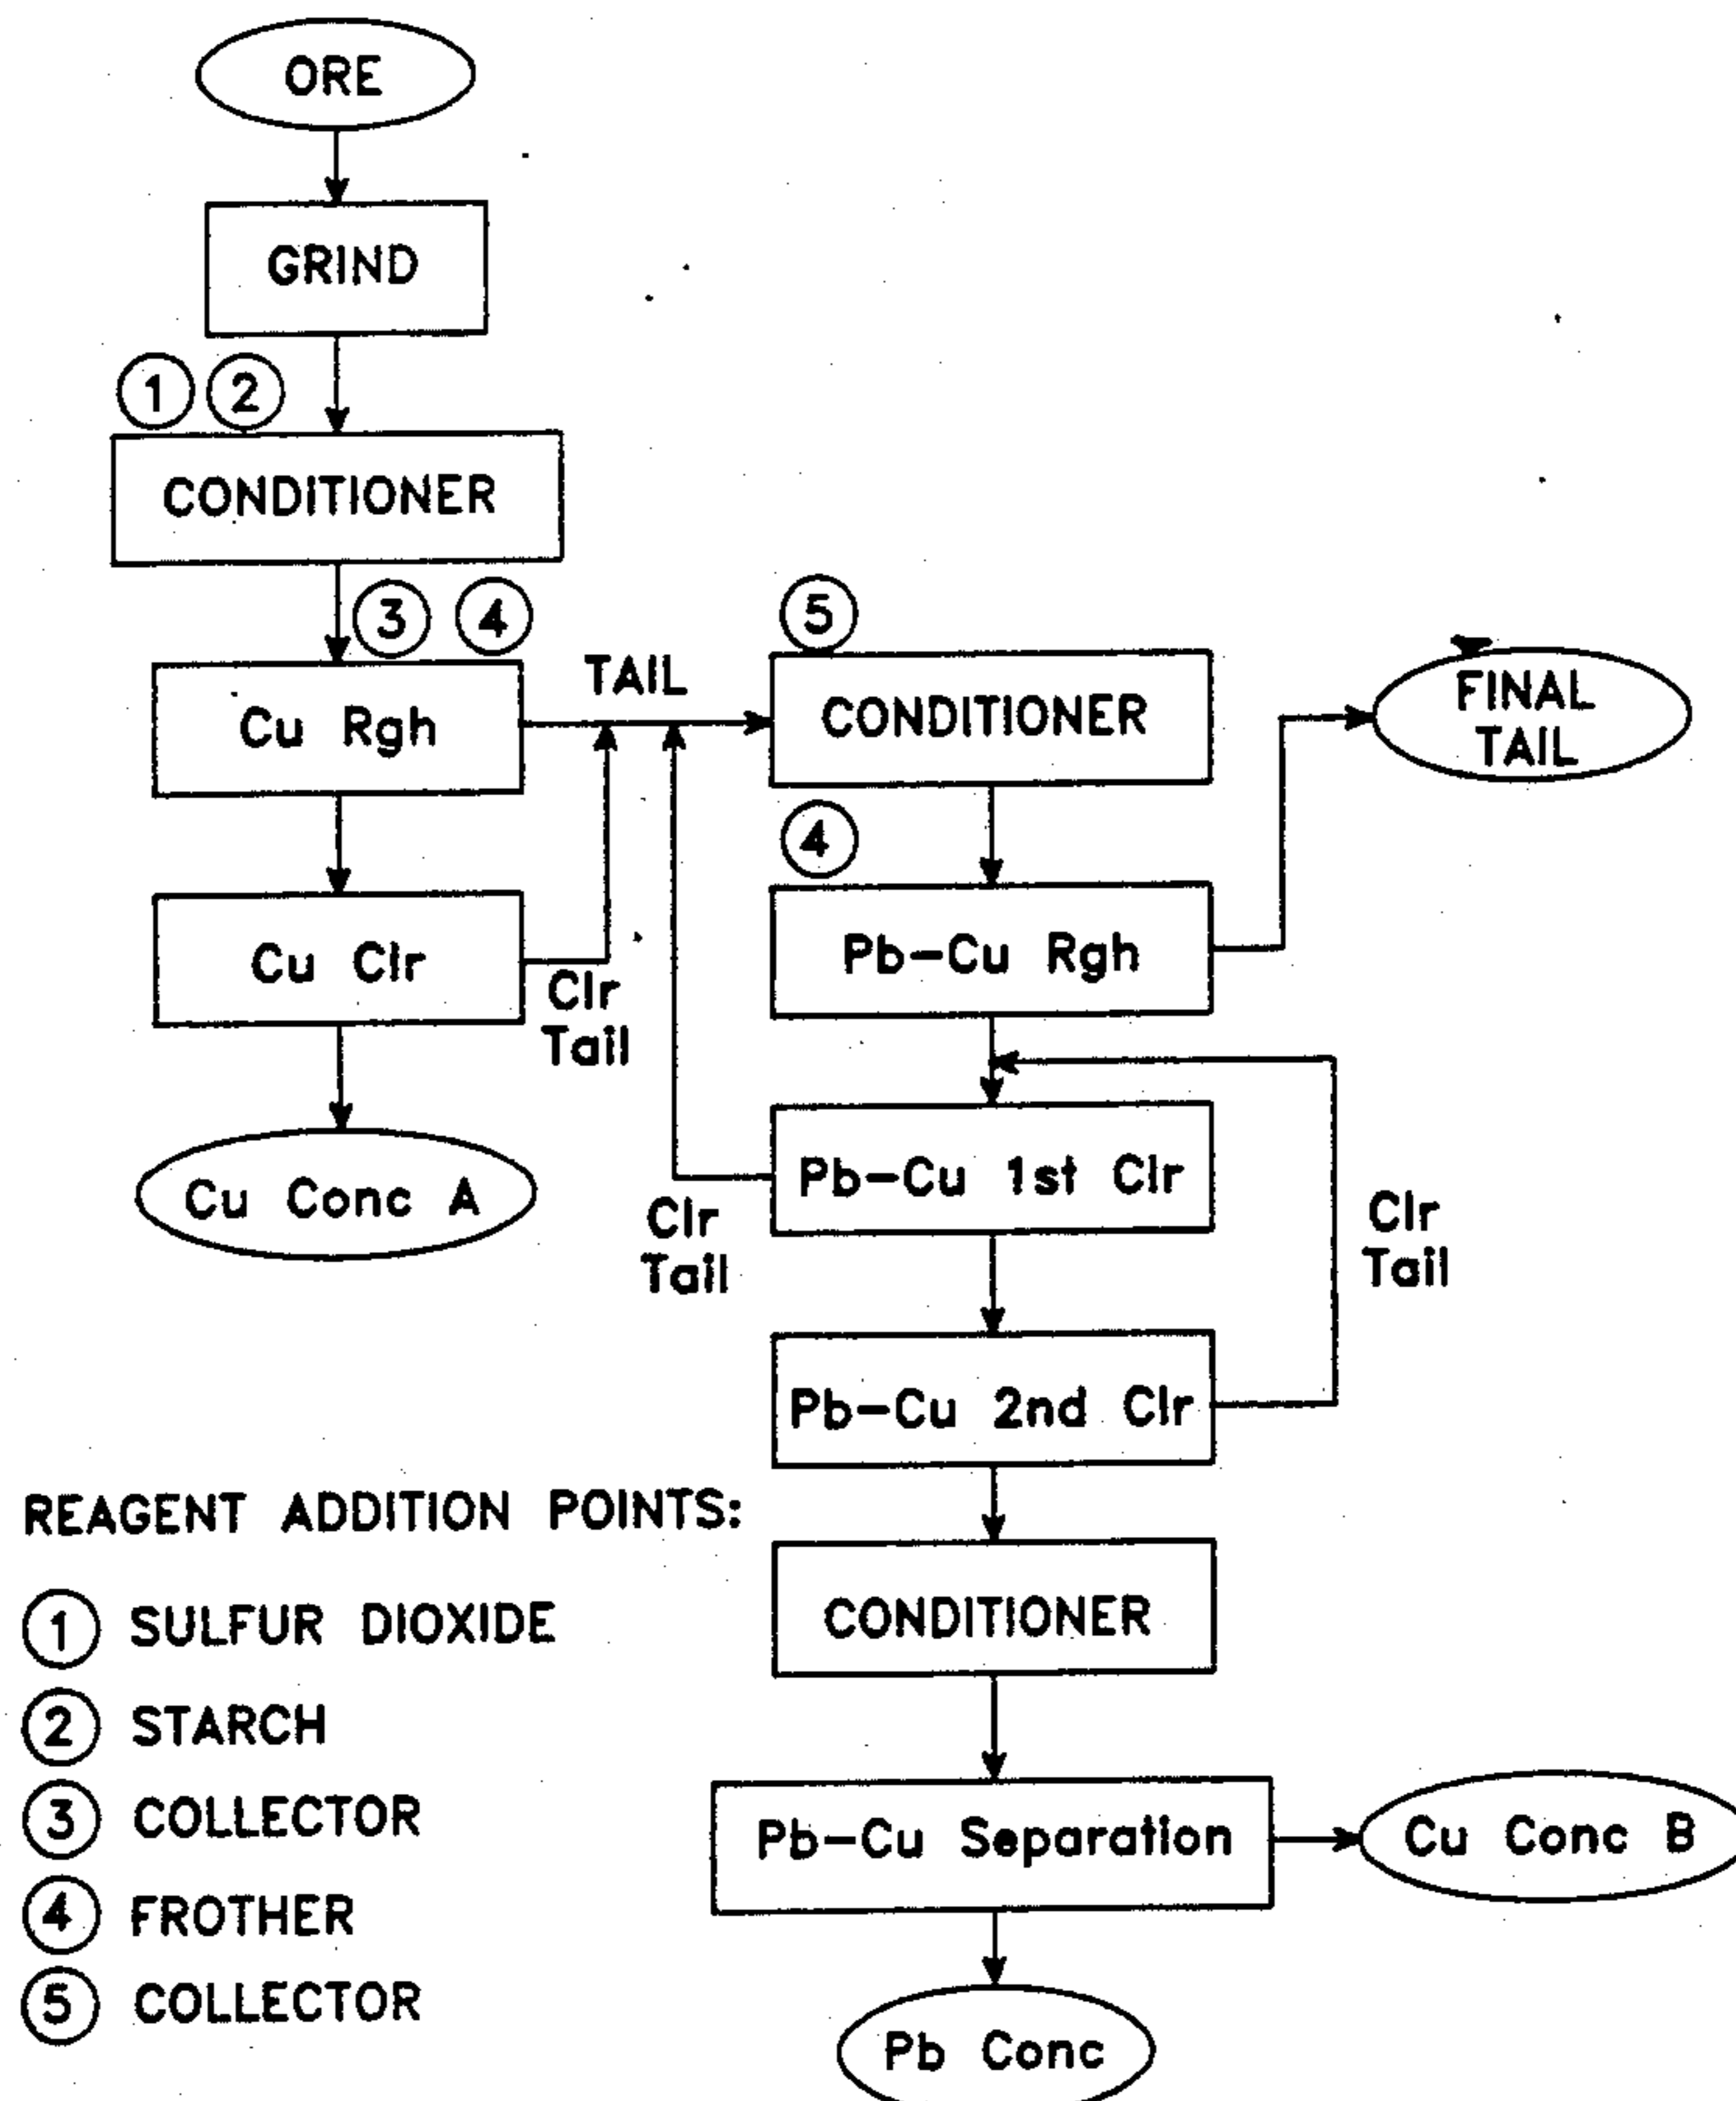 ORE
GRIND
1 2
CONDITIONER
3 4
Cu Rgh
TAIL
5
CONDITIONER
FINAL
TAIL
4
Pb-Cu Rgh
Cu Clr
Clr
Tail
Cu Conc A
Pb-Cu 1st Clr
Clr
Tail
Clr
Tail
Pb-Cu 2nd Clr
CONDITIONER
Pb-Cu Separation
Cu Conc B
Pb Conc
REAGENT ADDITION POINTS:
1 SULFUR DIOXIDE
2 STARCH
3 COLLECTOR
4 FROTHER
5 COLLECTOR